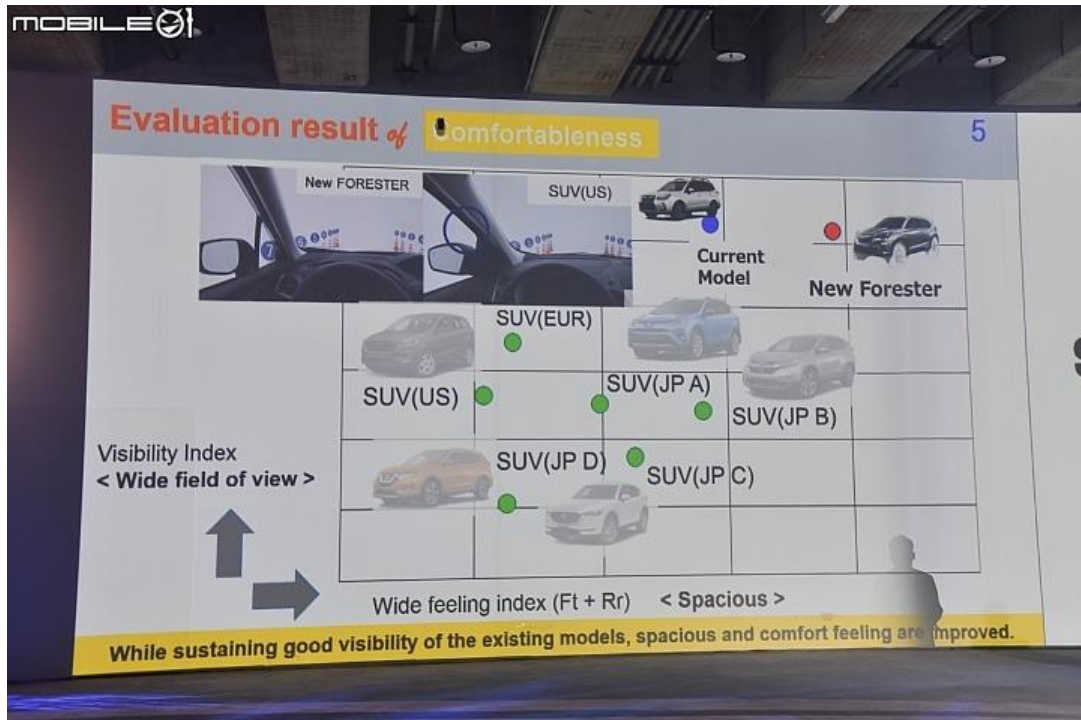 MOBILE01
Evaluation result of Comfortableness
5
New FORESTER
SUV(US)
Current
Model
New Forester
SUV(EUR)
SUV(US)
SUV(JP A)
SUV(JP B)
SUV(JP D)
SUV(JP C)
Visibility Index
< Wide field of view >
Wide feeling index (Ft + Rr) < Spacious >
While sustaining good visibility of the existing models, spacious and comfort feeling are improved.